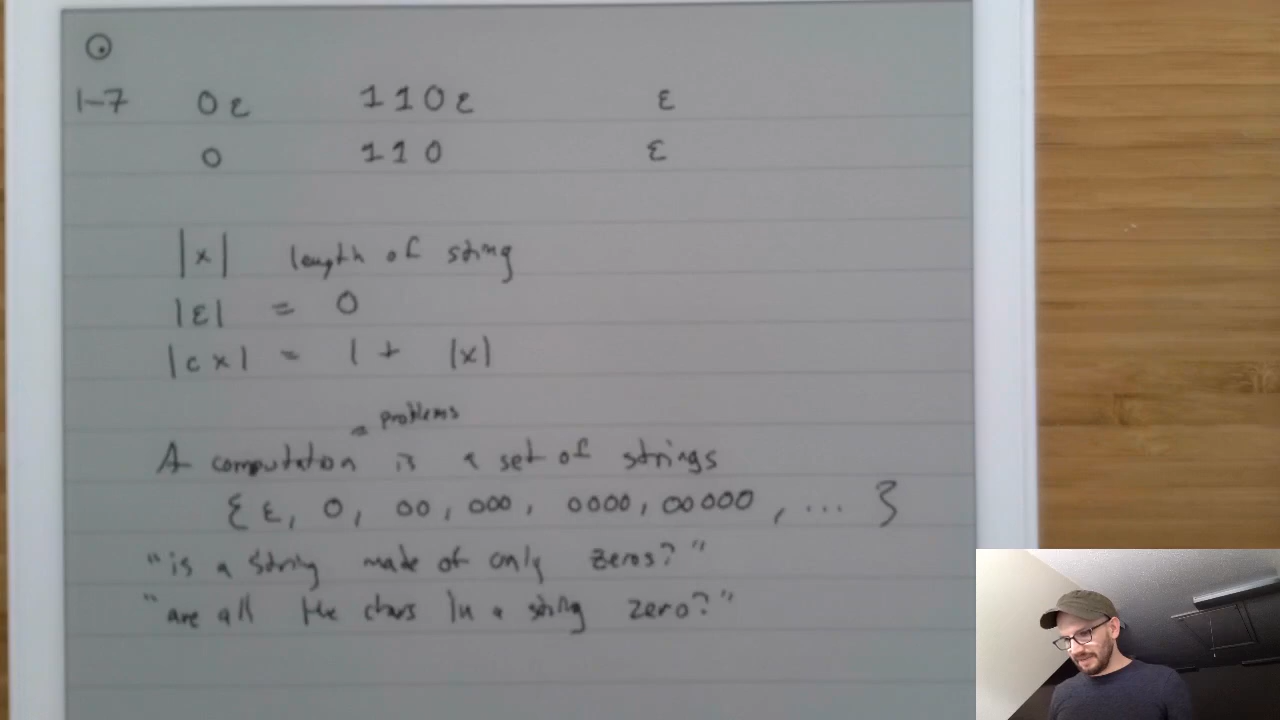 1-7 0ε 110ε ε
0 110 ε
|x| length of string
|ε| = 0
|cx| = 1 + |x|
= problems
A computation is a set of strings
{ε, 0, 00, 000, 0000, 00000, ... }
"is a string made of only zeros?"
"are all the chars in a string zero?"